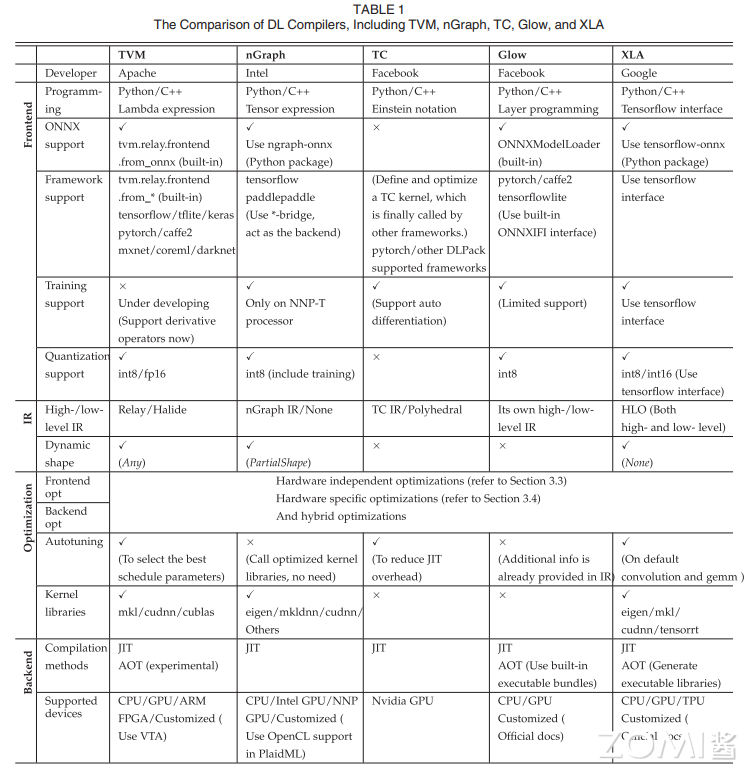 TABLE 1
The Comparison of DL Compilers, Including TVM, nGraph, TC, Glow, and XLA
TVM nGraph TC Glow XLA
Developer Apache Intel Facebook Facebook Google
Frontend
Programm-ing
Python/C++
Lambda expression
Python/C++
Tensor expression
Python/C++
Einstein notation
Python/C++
Layer programming
Python/C++
Tensorflow interface
ONNX
support
✓
tvm.relay.frontend
.from_onnx (built-in)
✓
Use ngraph-onnx
(Python package)
×
✓
ONNXModelLoader
(built-in)
✓
Use tensorflow-onnx
(Python package)
Framework
support
tvm.relay.frontend
.from_* (built-in)
tensorflow/tflite/keras
pytorch/caffe2
mxnet/coreml/darknet
tensorflow
paddlepaddle
(Use *-bridge,
act as the backend)
(Define and optimize
a TC kernel, which
is finally called by
other frameworks.)
pytorch/other DLPack
supported frameworks
pytorch/caffe2
tensorflowlite
(Use built-in
ONNXIFI interface)
Use tensorflow
interface
Training
support
×
Under developing
(Support derivative
operators now)
✓
Only on NNP-T
processor
✓
(Support auto
differentiation)
✓
(Limited support)
✓
Use tensorflow
interface
Quantization
support
✓
int8/fp16
✓
int8 (include training)
×
✓
int8
✓
int8/int16 (Use
tensorflow interface)
IR
High-/low-
level IR
Relay/Halide
nGraph IR/None
TC IR/Polyhedral
Its own high-/low-
level IR
HLO (Both
high- and low- level)
Dynamic
shape
✓
(Any)
✓
(PartialShape)
×
×
✓
(None)
Optimization
Frontend
opt
Backend
opt
Hardware independent optimizations (refer to Section 3.3)
Hardware specific optimizations (refer to Section 3.4)
And hybrid optimizations
Autotuning
✓
(To select the best
schedule parameters)
×
(Call optimized kernel
libraries, no need)
✓
(To reduce JIT
overhead)
×
(Additional info is
already provided in IR)
✓
(On default
convolution and gemm )
Kernel
libraries
✓
mkl/cudnn/cublas
✓
eigen/mkldnn/cudnn/
Others
×
×
✓
eigen/mkl/
cudnn/tensorrt
Backend
Compilation
methods
JIT
AOT (experimental)
JIT
JIT
JIT
AOT (Use built-in
executable bundles)
JIT
AOT (Generate
executable libraries)
Supported
devices
CPU/GPU/ARM
FPGA/Customized (
Use VTA)
CPU/Intel GPU/NNP
GPU/Customized (
Use OpenCL support
in PlaidML)
Nvidia GPU
CPU/GPU
Customized (
Official docs)
CPU/GPU/TPU
Customized (
Official docs
ZOMI酱